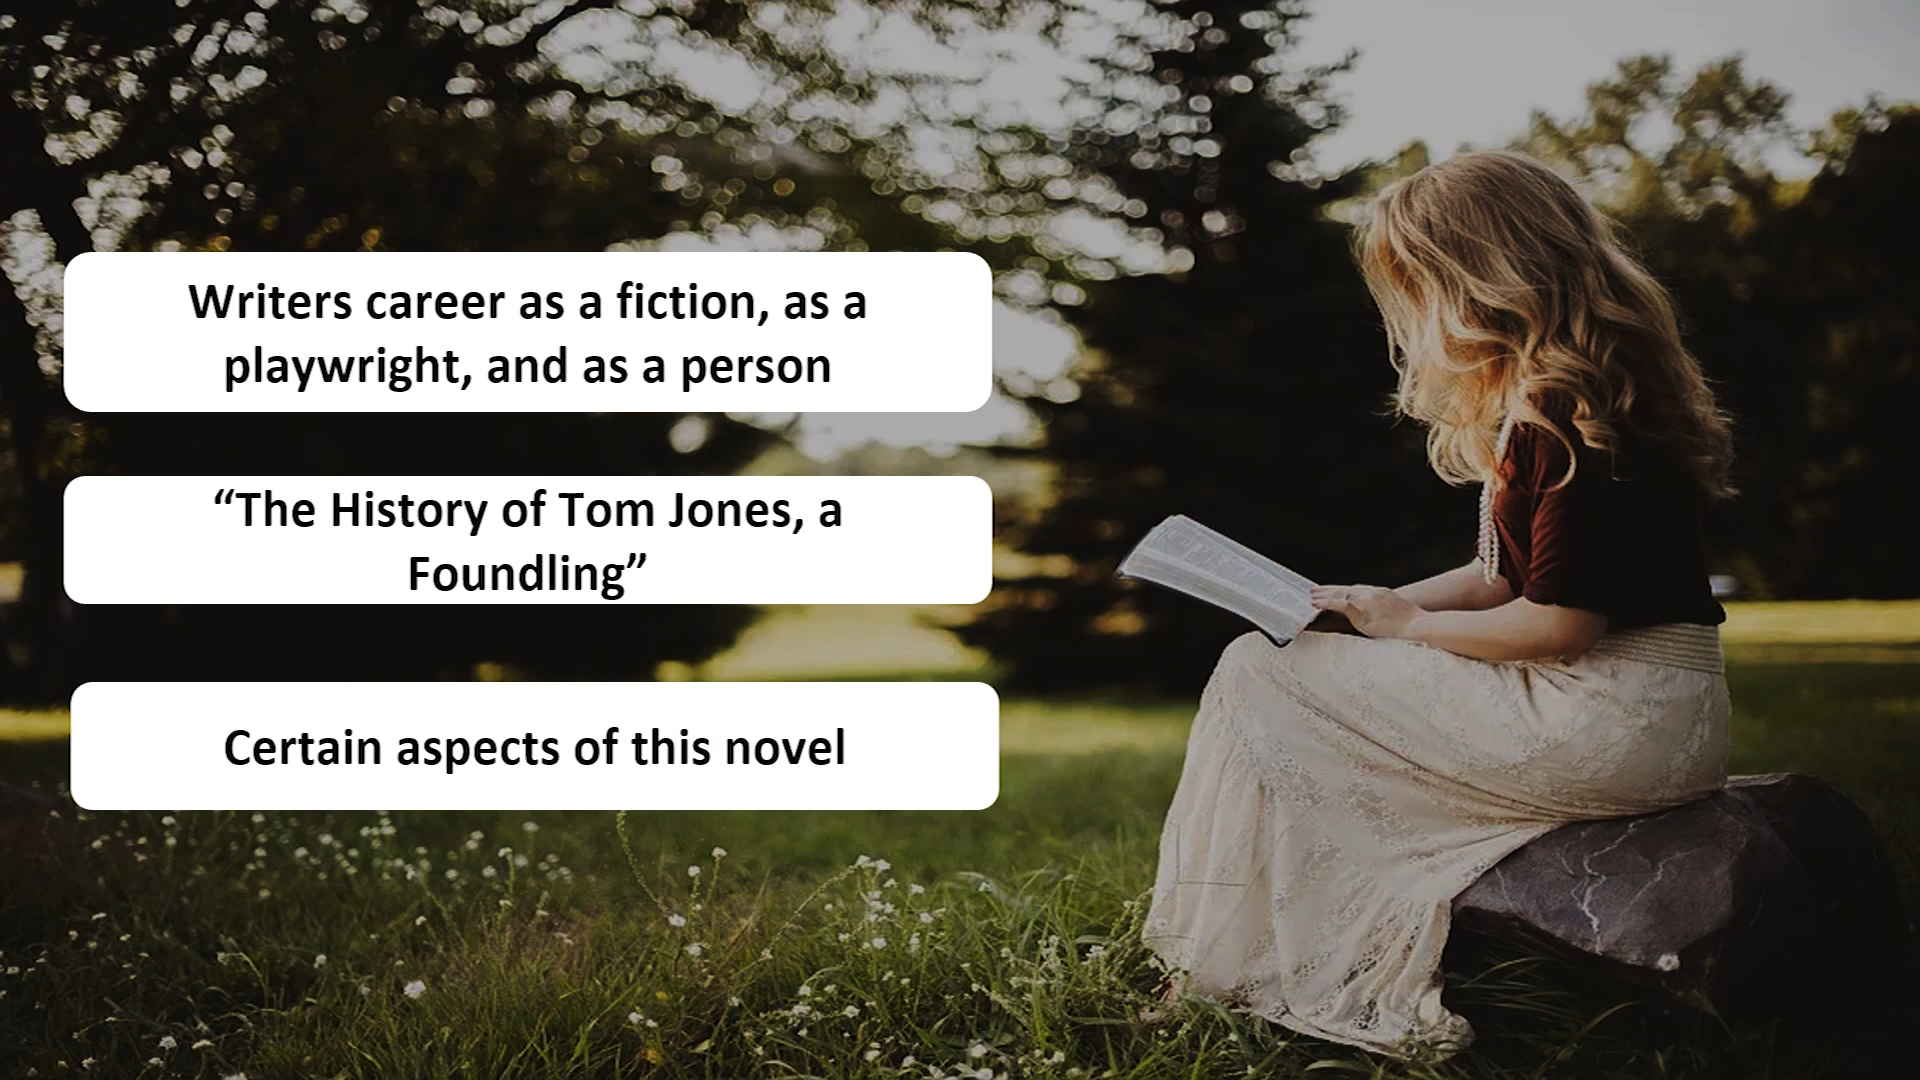 Writers career as a fiction, as a
playwright, and as a person
“The History of Tom Jones, a
Foundling”
Certain aspects of this novel